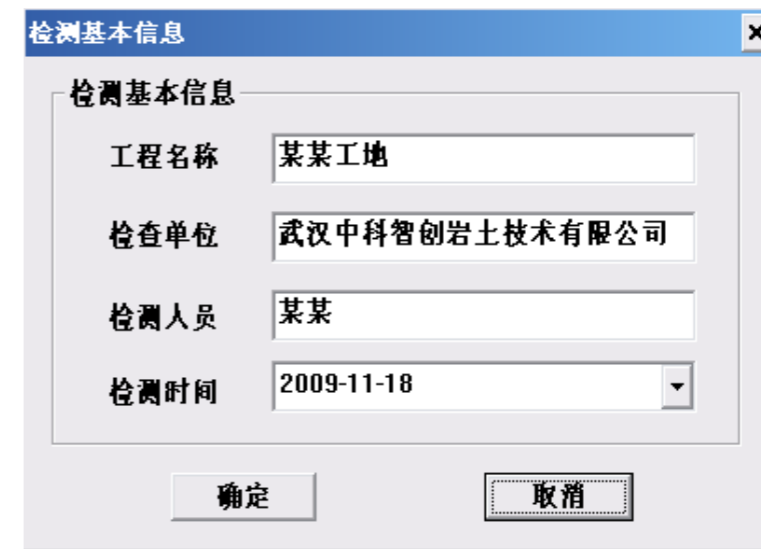 检测基本信息
检测基本信息
工程名称 某某工地
检查单位 武汉中科智创岩土技术有限公司
检测人员 某某
检测时间 2009-11-18
确定 取消